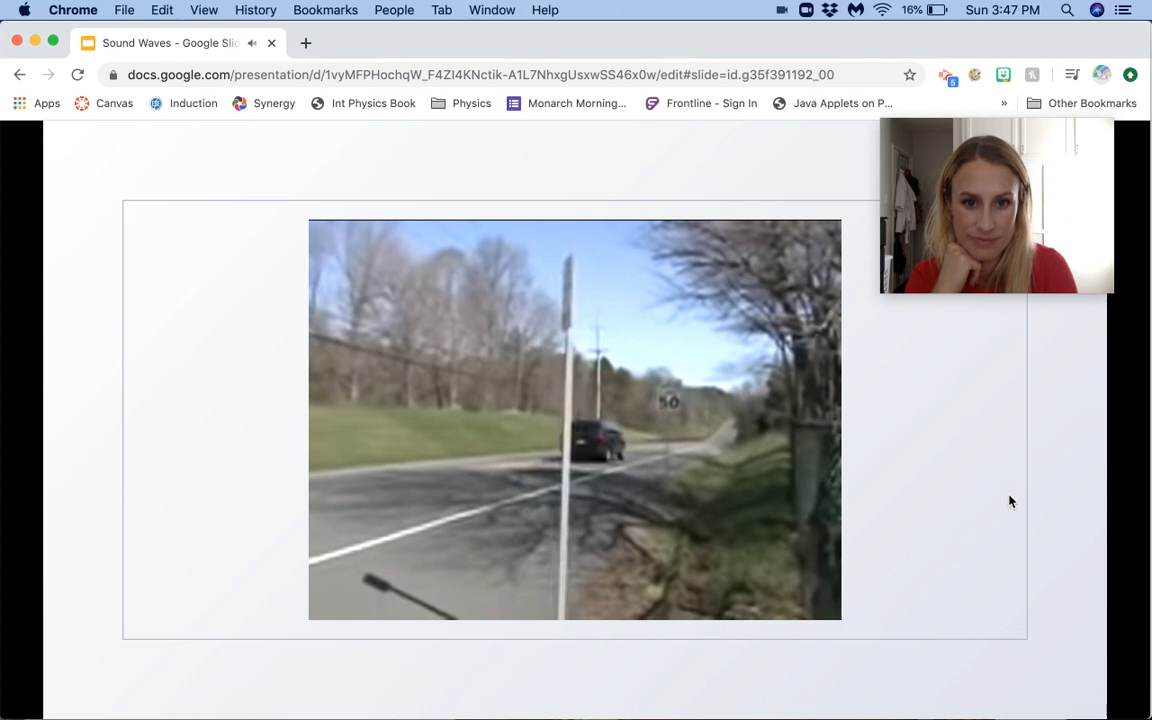 Chrome File Edit View History Bookmarks People Tab Window Help 16% Sun 3:47 PM
Sound Waves - Google Slid
docs.google.com/presentation/d/1vyMFPHochqW_F4ZI4KNctik-A1L7NhxgUsxwSS46x0w/edit#slide=id.g35f391192_00 5
Apps Canvas Induction Synergy Int Physics Book Physics Monarch Morning... Frontline - Sign In Java Applets on P... » Other Bookmarks
50